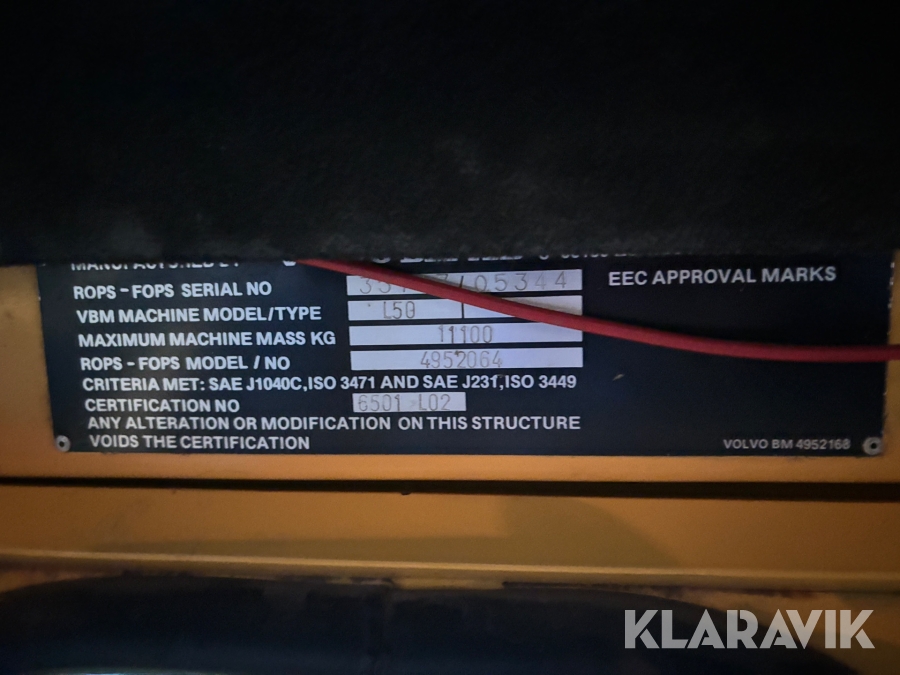 ROPS - FOPS SERIAL NO
VBM MACHINE MODEL/TYPE L50
MAXIMUM MACHINE MASS KG 11100
ROPS - FOPS MODEL / NO 4952064
CRITERIA MET: SAE J1040C, ISO 3471 AND SAE J231, ISO 3449
CERTIFICATION NO 6501 L02
ANY ALTERATION OR MODIFICATION ON THIS STRUCTURE
VOIDS THE CERTIFICATION
EEC APPROVAL MARKS
VOLVO BM 4952168
KLARAVIK